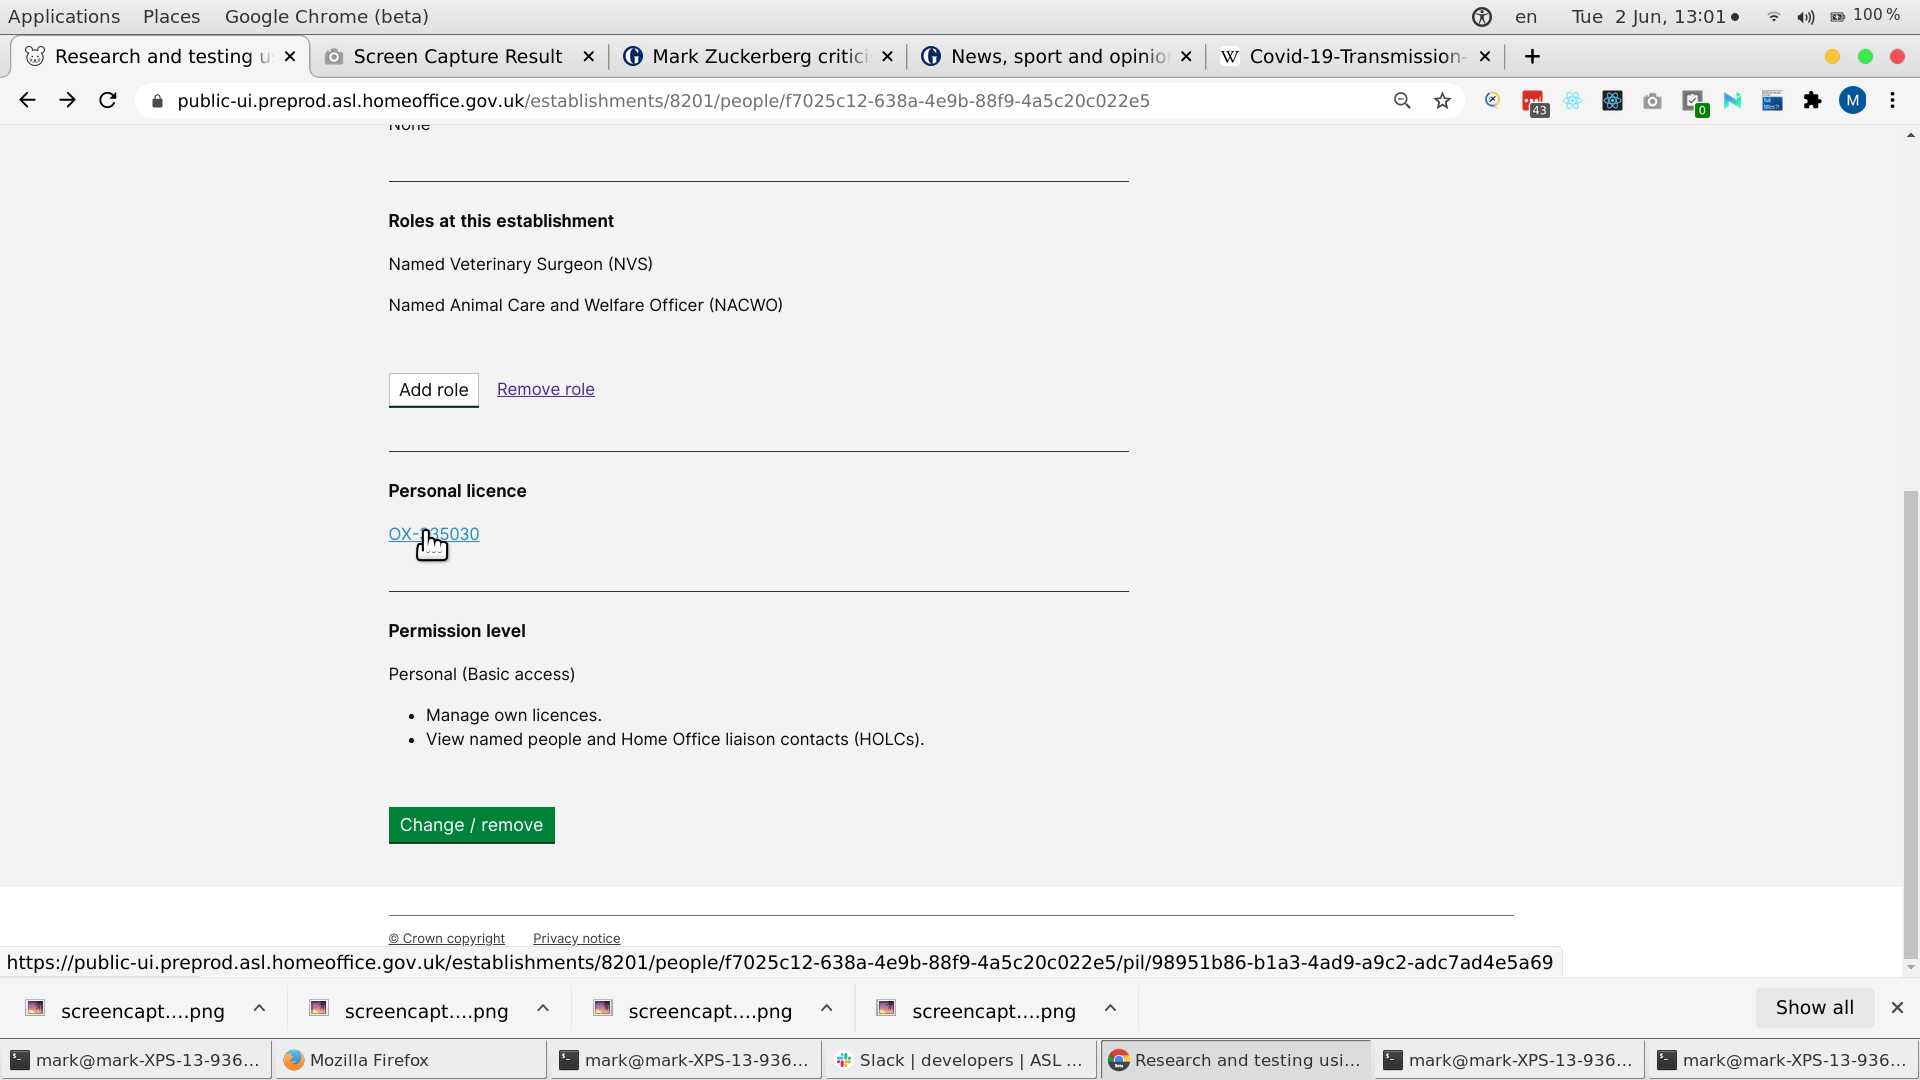 Applications Places Google Chrome (beta) en Tue 2 Jun, 13:01 100 %
Research and testing u Screen Capture Result Mark Zuckerberg critici News, sport and opinio W Covid-19-Transmission-
public-ui.preprod.asl.homeoffice.gov.uk/establishments/8201/people/f7025c12-638a-4e9b-88f9-4a5c20c022e5 43 0 M
None
Roles at this establishment
Named Veterinary Surgeon (NVS)
Named Animal Care and Welfare Officer (NACWO)
Add role Remove role
Personal licence
Permission level
Personal (Basic access)
• Manage own licences.
• View named people and Home Office liaison contacts (HOLCs).
Change / remove
© Crown copyright Privacy notice
https://public-ui.preprod.asl.homeoffice.gov.uk/establishments/8201/people/f7025c12-638a-4e9b-88f9-4a5c20c022e5/pil/98951b86-b1a3-4ad9-a9c2-adc7ad4e5a69
screencapt....png screencapt....png screencapt....png screencapt....png Show all
mark@mark-XPS-13-936... Mozilla Firefox mark@mark-XPS-13-936... Slack | developers | ASL ... Research and testing usi... mark@mark-XPS-13-936... mark@mark-XPS-13-936...